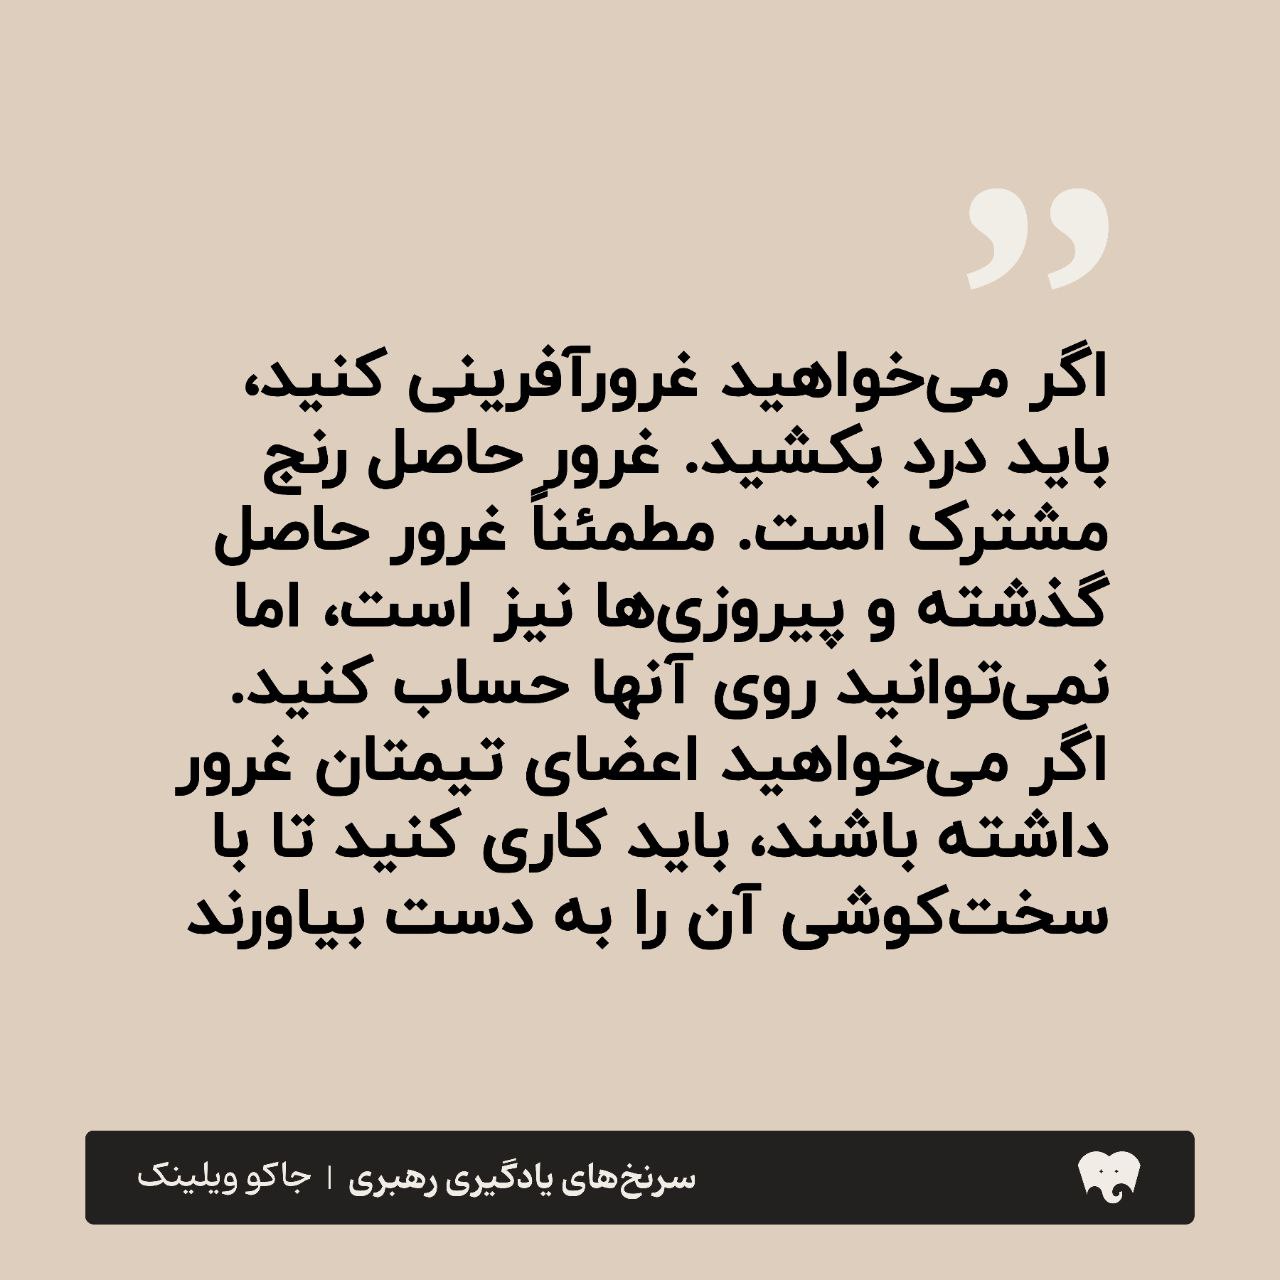 ”
اگر می‌خواهید غرورآفرینی کنید،
باید درد بکشید. غرور حاصل رنج
مشترک است. مطمئناً غرور حاصل
گذشته و پیروزی‌ها نیز است، اما
نمی‌توانید روی آنها حساب کنید.
اگر می‌خواهید اعضای تیمتان غرور
داشته باشند، باید کاری کنید تا با
سخت‌کوشی آن را به دست بیاورند
سرنخ‌های یادگیری رهبری | جاکو ویلینک